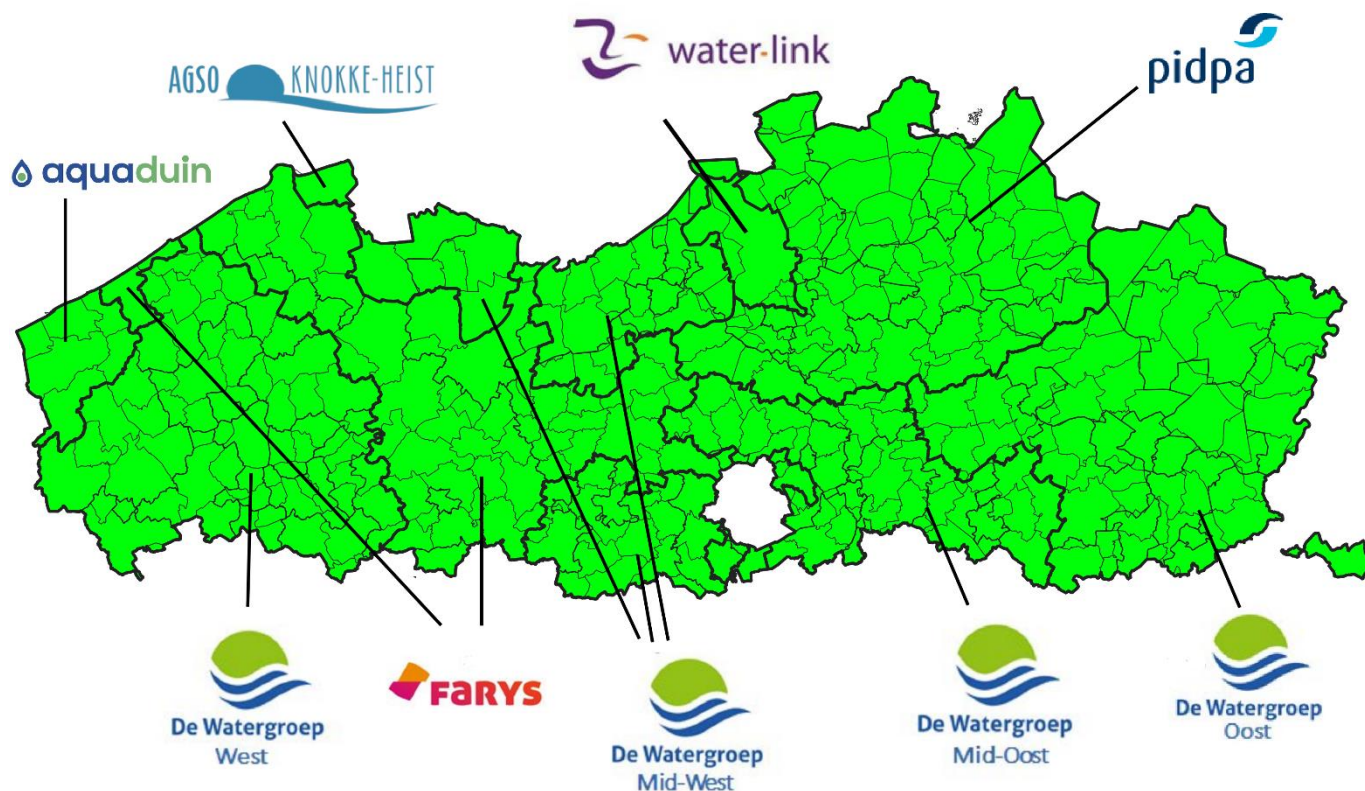 AGSO KNOKKE-HEIST
water-link
pidpa
aquaduin
De Watergroep
West
FARYS
De Watergroep
Mid-West
De Watergroep
Mid-Oost
De Watergroep
Oost